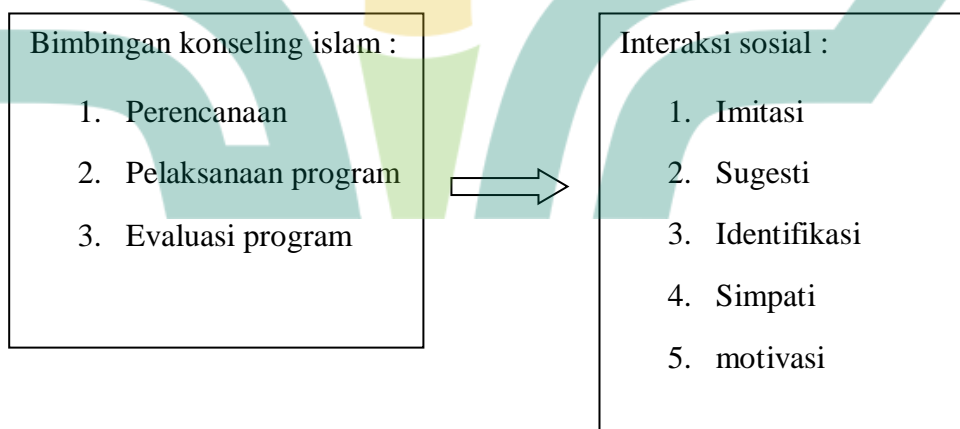 Bimbingan konseling islam :
1. Perencanaan
2. Pelaksanaan program
3. Evaluasi program
Interaksi sosial :
1. Imitasi
2. Sugesti
3. Identifikasi
4. Simpati
5. motivasi